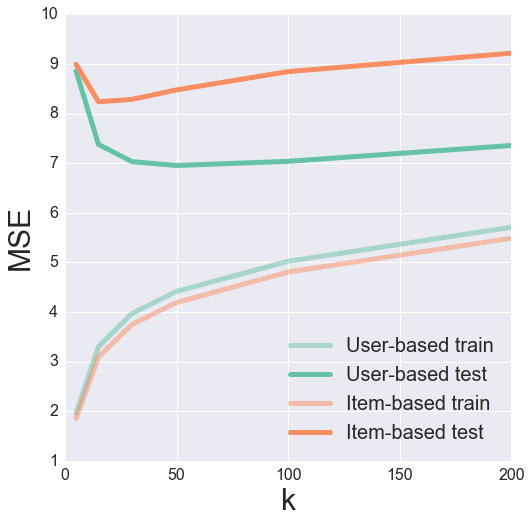 10
9
8
7
6
5
4
3
2
1
MSE
User-based train
User-based test
Item-based train
Item-based test
0 50 100 150 200
k